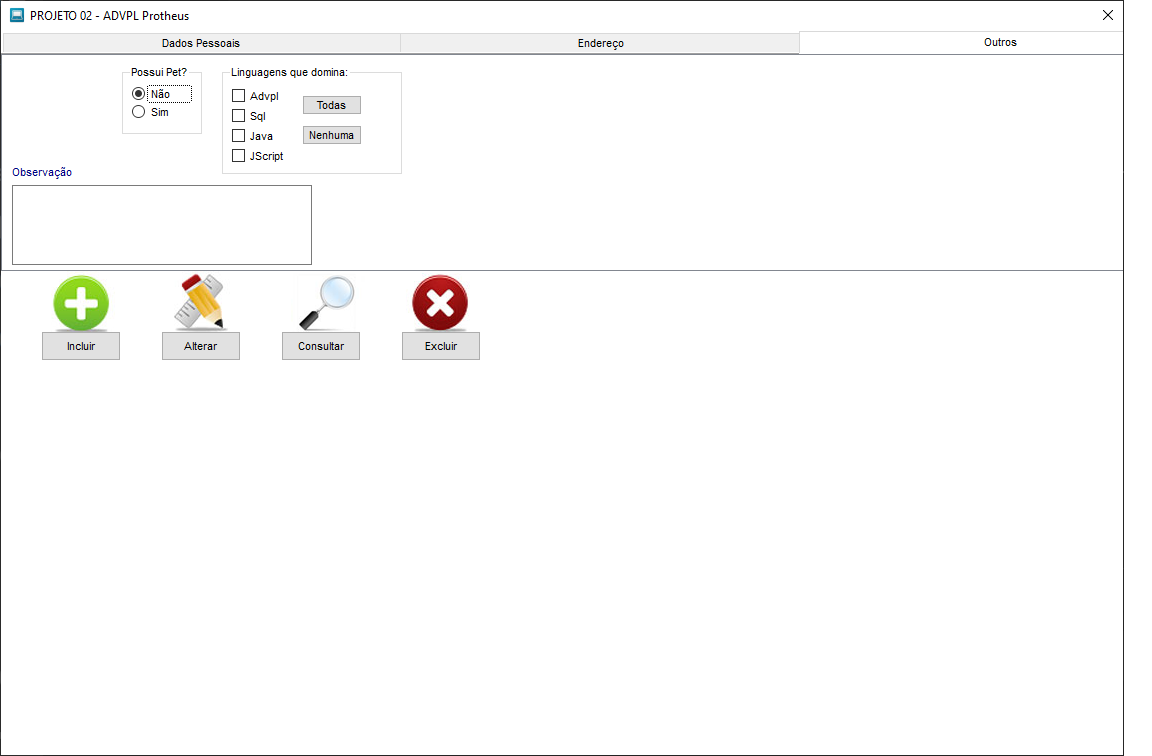 PROJETO 02 - ADVPL Protheus
Dados Pessoais
Endereço
Outros
Possui Pet?
Não
Sim
Linguagens que domina:
Advpl
Sql
Java
JScript
Todas
Nenhuma
Observação
Incluir
Alterar
Consultar
Excluir